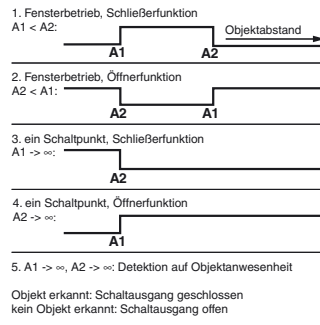 1. Fensterbetrieb, Schließerfunktion
A1 < A2:
Objektabstand
A1
A2
2. Fensterbetrieb, Öffnerfunktion
A2 < A1:
A2
A1
3. ein Schaltpunkt, Schließerfunktion
A1 -> ∞:
A2
4. ein Schaltpunkt, Öffnerfunktion
A2 -> ∞:
A1
5. A1 -> ∞, A2 -> ∞: Detektion auf Objektanwesenheit
Objekt erkannt: Schaltausgang geschlossen
kein Objekt erkannt: Schaltausgang offen